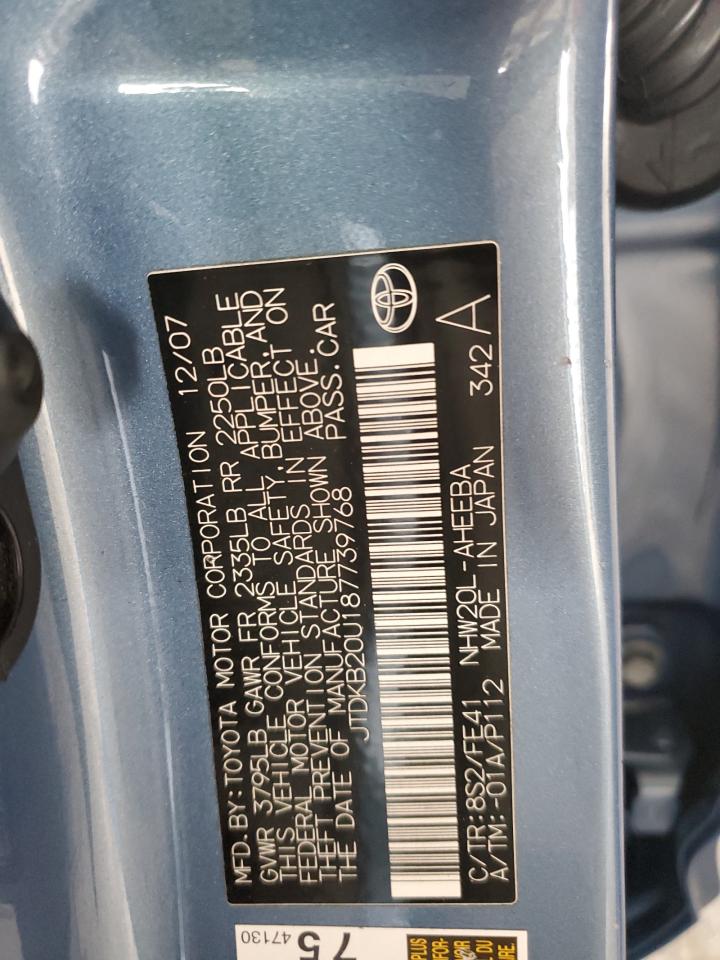 MFD.BY:TOYOTA MOTOR CORPORATION 12/07
GVWR 3795LB GAWR FR 2335LB RR 2250LB
THIS VEHICLE CONFORMS TO ALL APPLICABLE
FEDERAL MOTOR VEHICLE SAFETY,BUMPER,AND
THEFT PREVENTION STANDARDS IN EFFECT ON
THE DATE OF MANUFACTURE SHOWN ABOVE.
JTDKB20U187739768 PASS.CAR
C/TR:8S2/FE41 NHW20L-AHEEBA
A/TM:-01A/P112 MADE IN JAPAN 342 A
47130
75
PLUS
DU